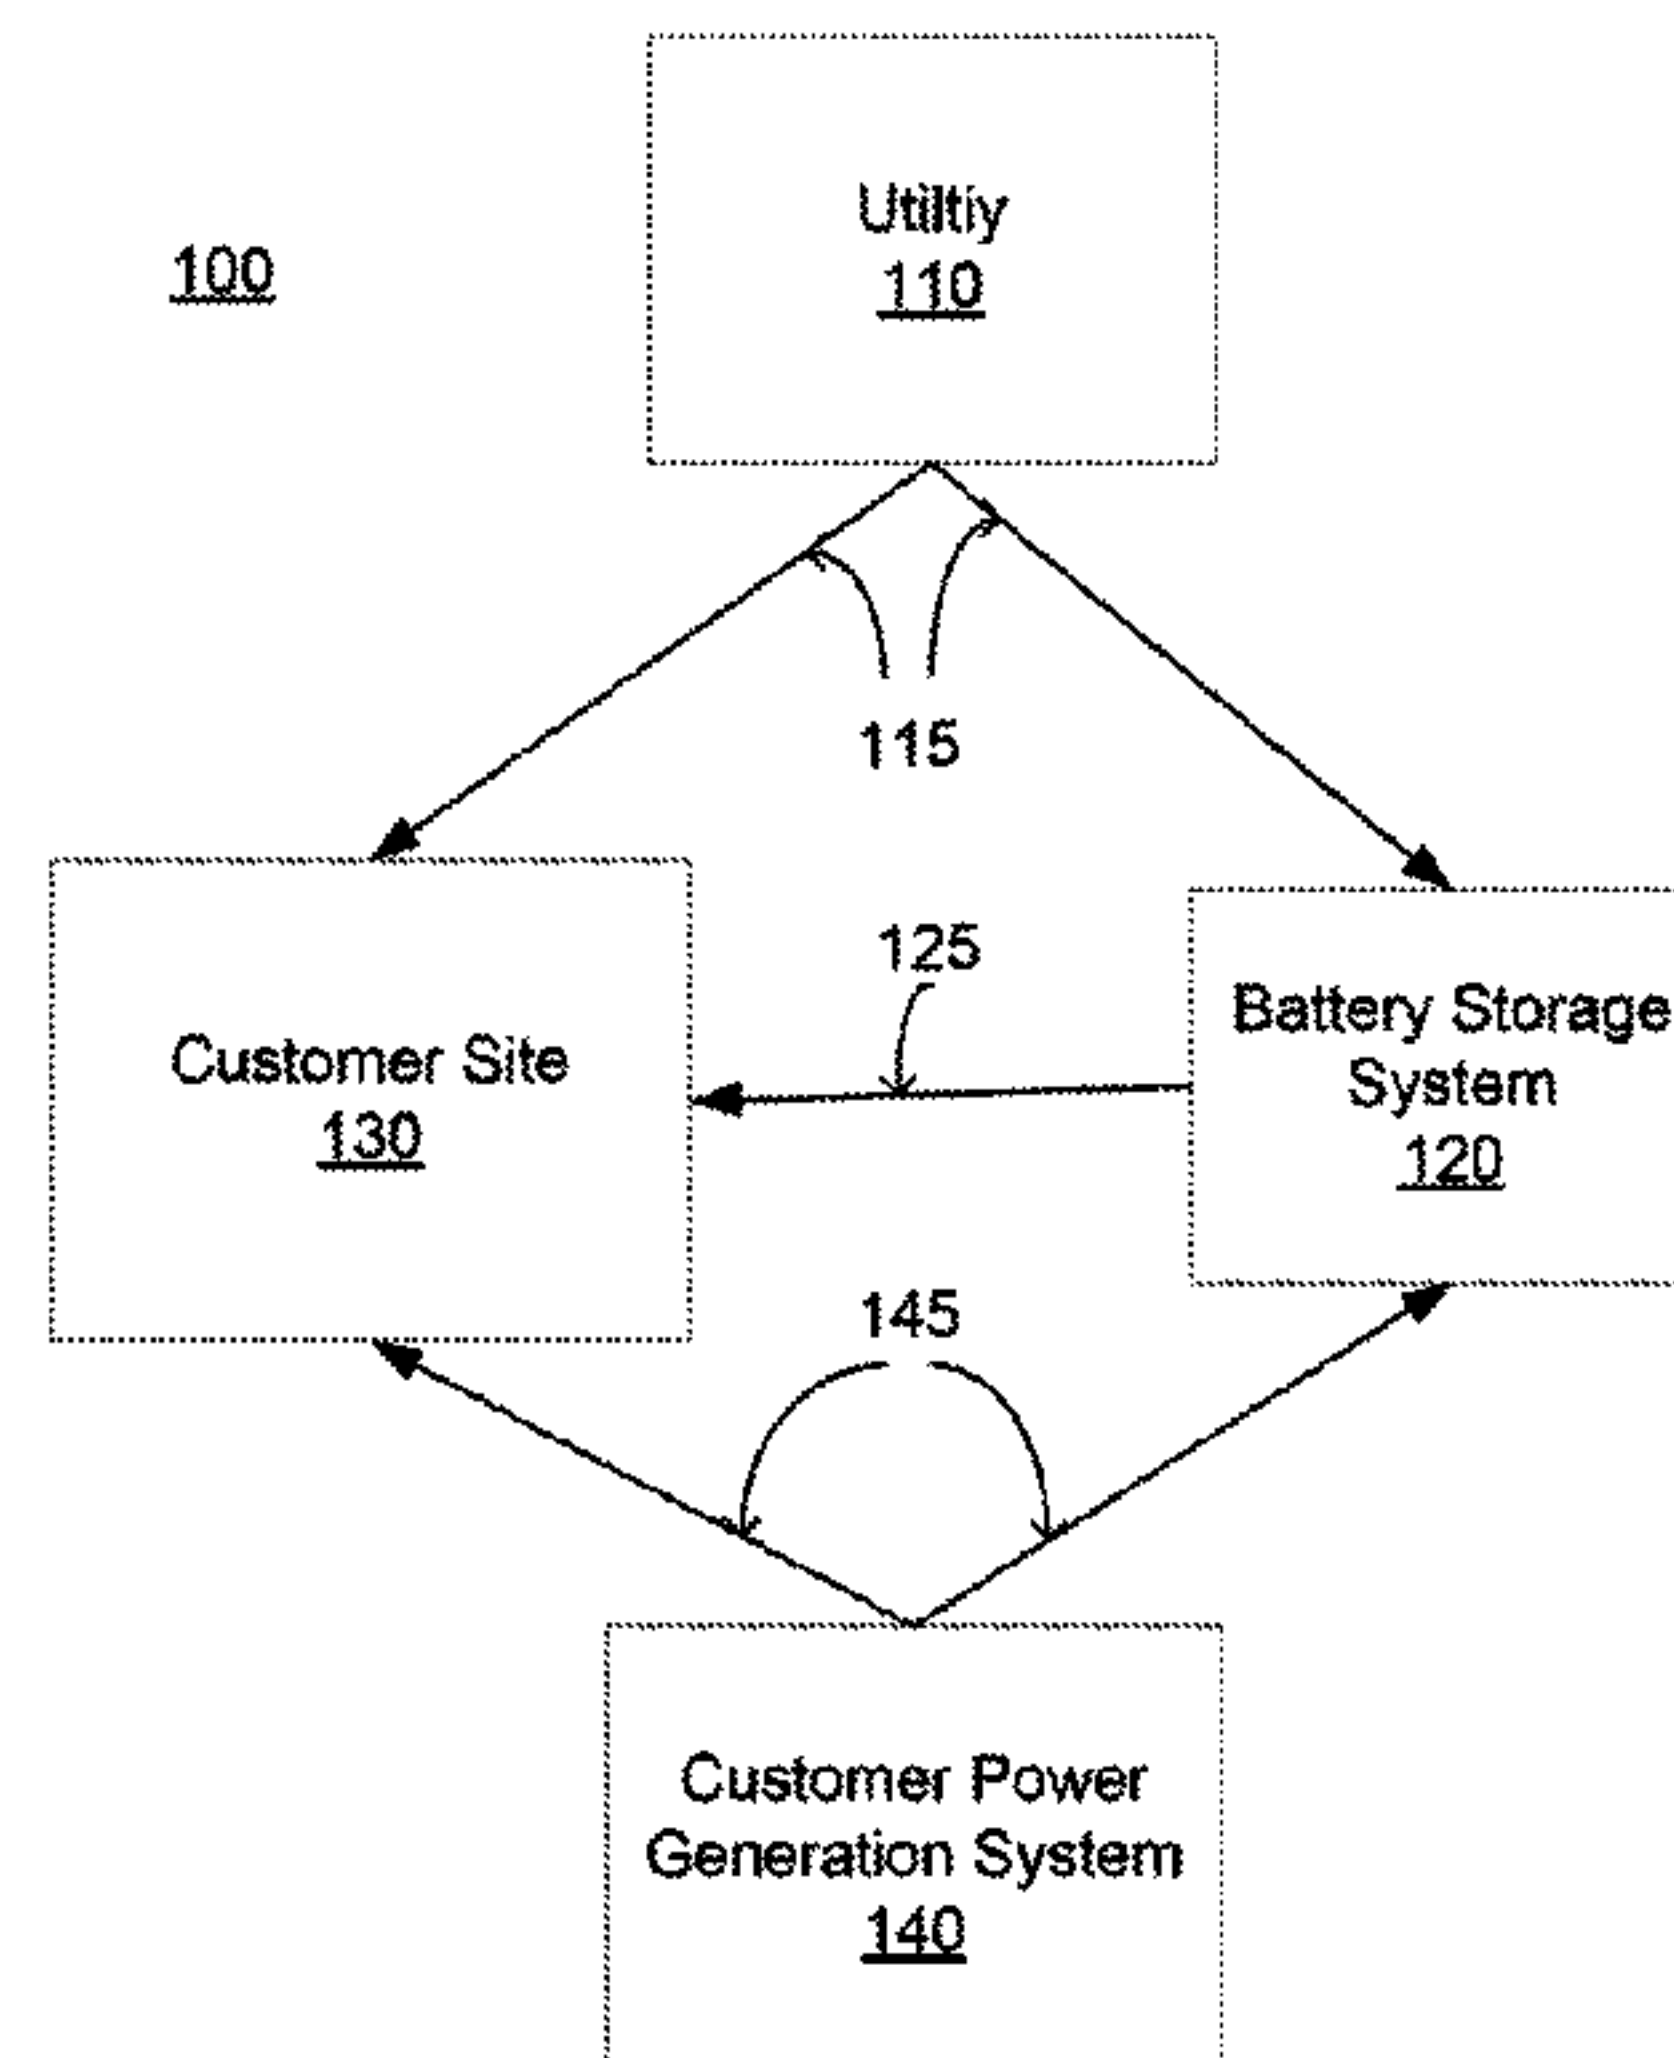 Utiltiy
100
110
115
125
Battery Storage
System
120
Customer Site
130
145
Customer Power
Generation System
140